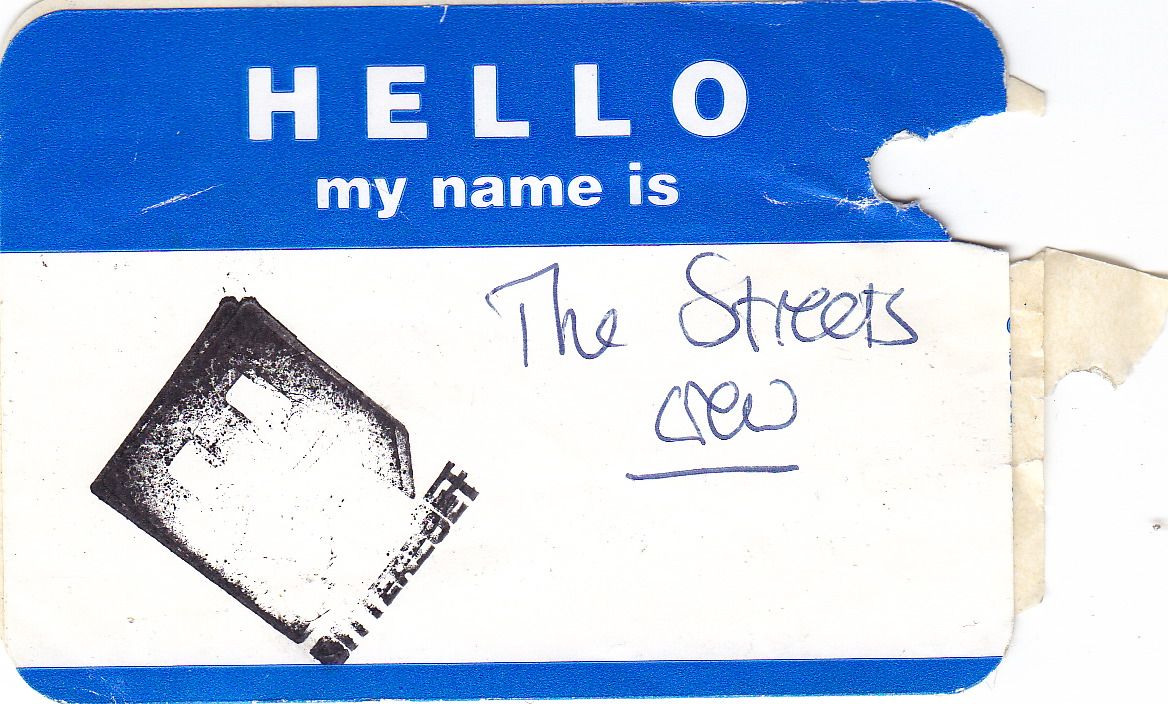 HELLO
my name is
The Streets
crew